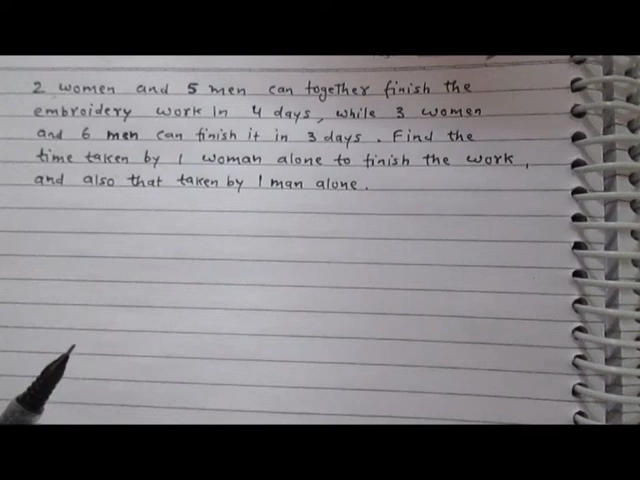 2 women and 5 men can together finish the
embroidery work in 4 days, while 3 women
and 6 men can finish it in 3 days. Find the
time taken by 1 woman alone to finish the work,
and also that taken by 1 man alone.